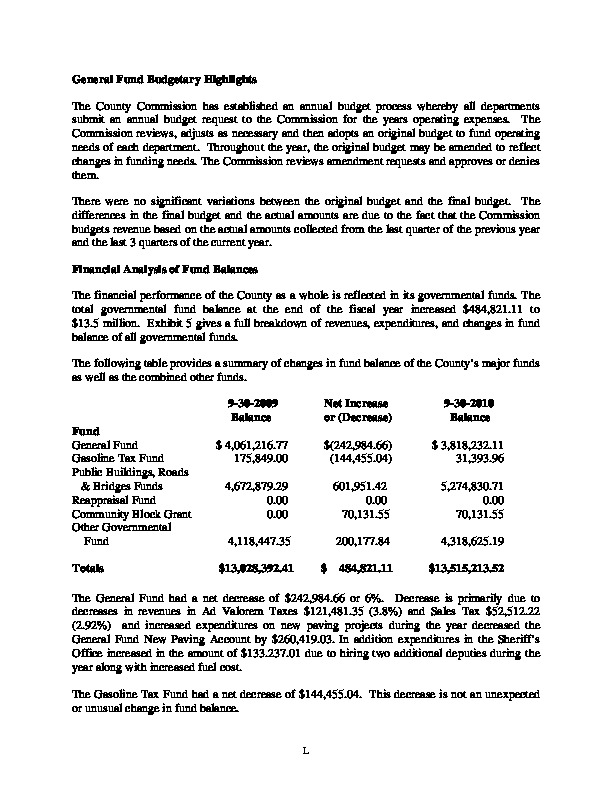 General Fund Budgetary Highlights
The County Commission has established an annual budget process whereby all departments
submit an annual budget request to the Commission for the years operating expenses. The
Commission reviews, adjusts as necessary and then adopts an original budget to fund operating
needs of each department. Throughout the year, the original budget may be amended to reflect
changes in funding needs. The Commission reviews amendment requests and approves or denies
them.
There were no significant variations between the original budget and the final budget. The
differences in the final budget and the actual amounts are due to the fact that the Commission
budgets revenue based on the actual amounts collected from the last quarter of the previous year
and the last 3 quarters of the current year.
Financial Analysis of Fund Balances
The financial performance of the County as a whole is reflected in its governmental funds. The
total governmental fund balance at the end of the fiscal year increased $484,821.11 to
$13.5 million. Exhibit 5 gives a full breakdown of revenues, expenditures, and changes in fund
balance of all governmental funds.
The following table provides a summary of changes in fund balance of the County's major funds
as well as the combined other funds.
9-30-2009 Net Increase 9-30-2010
Balance or (Decrease) Balance
Fund
General Fund $ 4,061,216.77 $(242,984.66) $ 3,818,232.11
Gasoline Tax Fund 175,849.00 (144,455.04) 31,393.96
Public Buildings, Roads
& Bridges Funds 4,672,879.29 601,951.42 5,274,830.71
Reappraisal Fund 0.00 0.00 0.00
Community Block Grant 0.00 70,131.55 70,131.55
Other Governmental
Fund 4,118,447.35 200,177.84 4,318,625.19
Totals $13,028,392.41 $ 484,821.11 $13,515,213.52
The General Fund had a net decrease of $242,984.66 or 6%. Decrease is primarily due to
decreases in revenues in Ad Valorem Taxes $121,481.35 (3.8%) and Sales Tax $52,512.22
(2.92%) and increased expenditures on new paving projects during the year decreased the
General Fund New Paving Account by $260,419.03. In addition expenditures in the Sheriff's
Office increased in the amount of $133.237.01 due to hiring two additional deputies during the
year along with increased fuel cost.
The Gasoline Tax Fund had a net decrease of $144,455.04. This decrease is not an unexpected
or unusual change in fund balance.
L